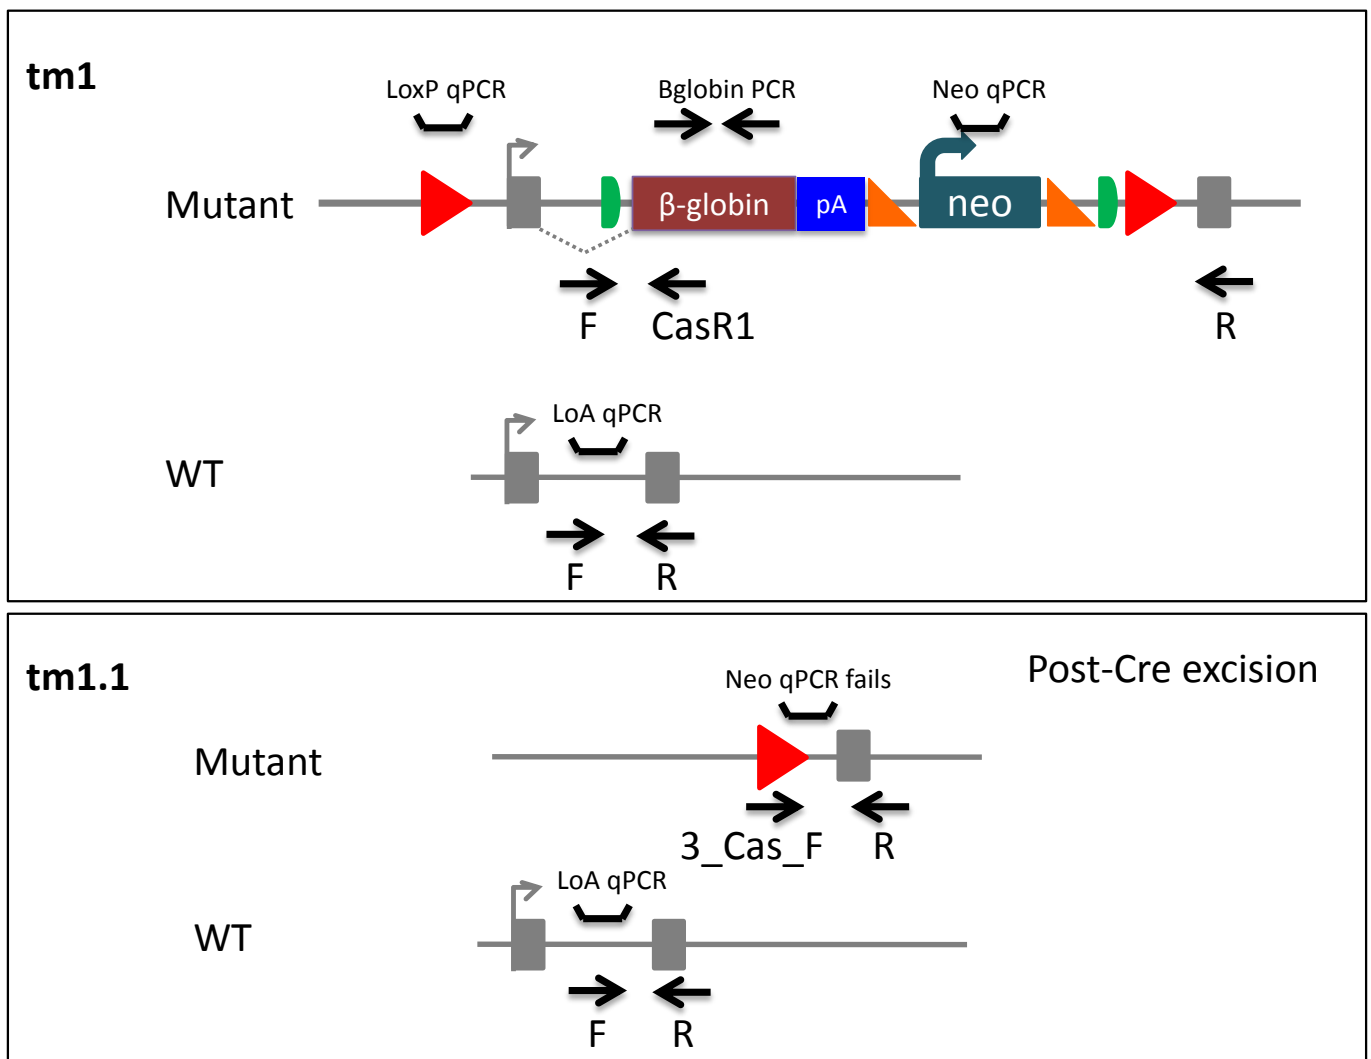 tm1
LoxP qPCR
Bglobin PCR
Neo qPCR
Mutant
β-globin
pA
neo
F
CasR1
R
LoA qPCR
WT
F
R
tm1.1
Post-Cre excision
Neo qPCR fails
Mutant
3_Cas_F
R
LoA qPCR
WT
F
R